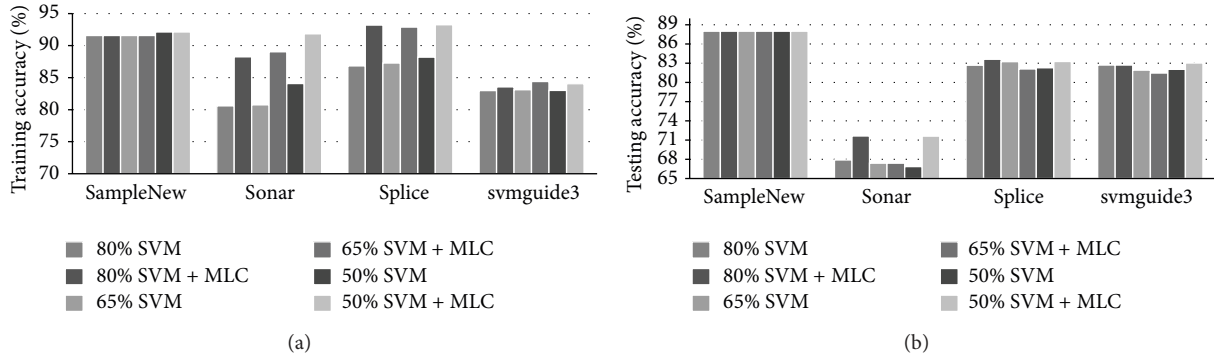 Training accuracy (%)
95
90
85
80
75
70
SampleNew
Sonar
Splice
svmguide3
80% SVM
80% SVM + MLC
65% SVM
65% SVM + MLC
50% SVM
50% SVM + MLC
(a)
Testing accuracy (%)
89
86
83
80
77
74
71
68
65
SampleNew
Sonar
Splice
svmguide3
80% SVM
80% SVM + MLC
65% SVM
65% SVM + MLC
50% SVM
50% SVM + MLC
(b)